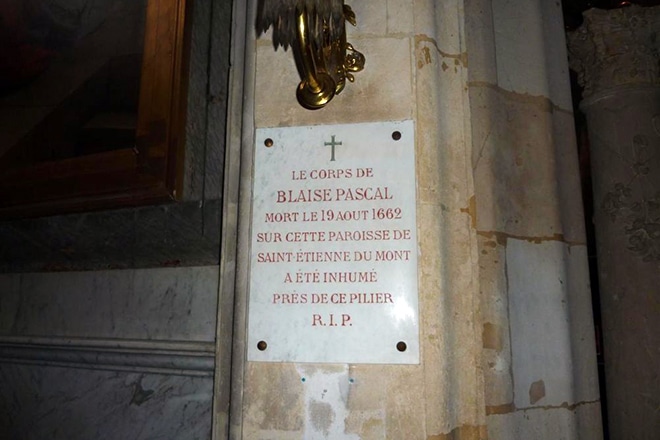 LE CORPS DE
BLAISE PASCAL
MORT LE 19 AOUT 1662
SUR CETTE PAROISSE DE
SAINT-ÉTIENNE DU MONT
A ÉTÉ INHUMÉ
PRÈS DE CE PILIER
R.I.P.